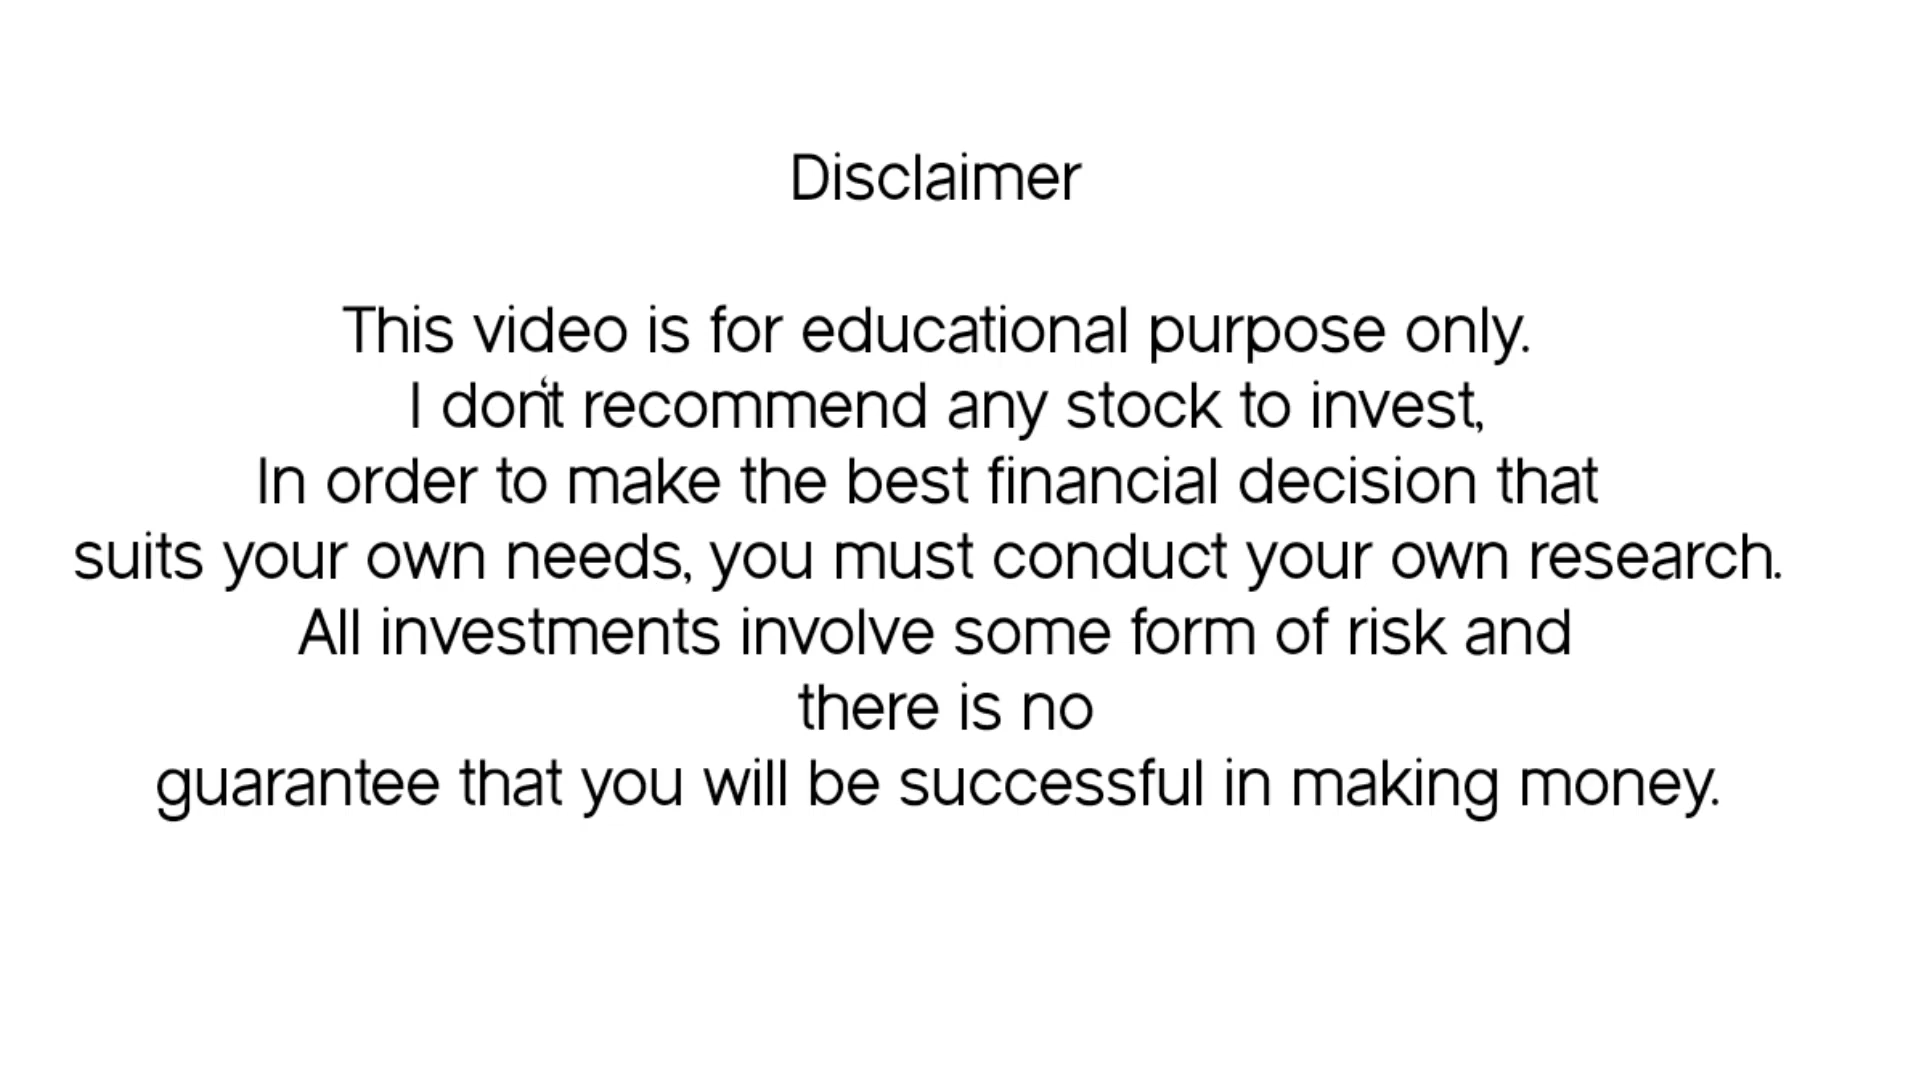 Disclaimer
This video is for educational purpose only.
I don‘t recommend any stock to invest,
In order to make the best financial decision that
suits your own needs, you must conduct your own research.
All investments involve some form of risk and
there is no
guarantee that you will be successful in making money.